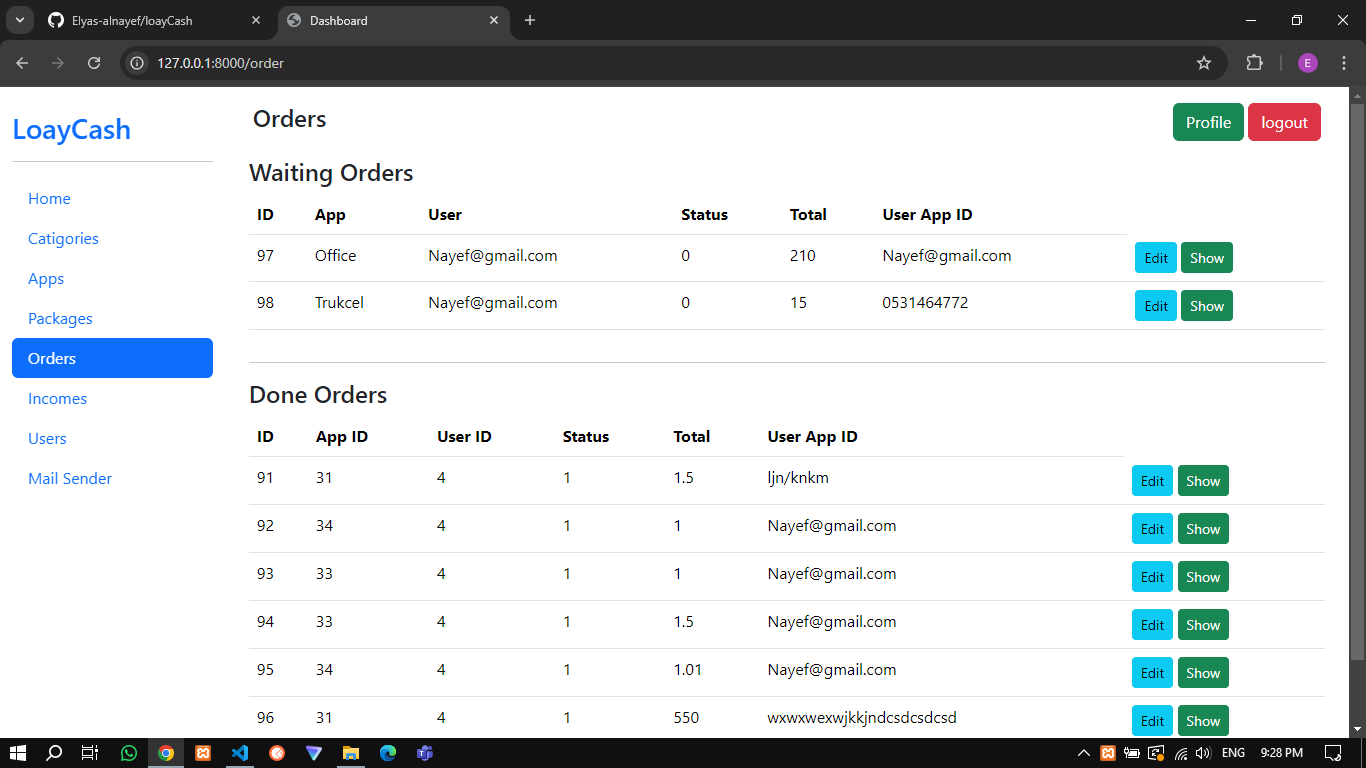 Elyas-alnayef/loayCash
Dashboard
127.0.0.1:8000/order
E
LoayCash
Orders
Profile logout
Home
Catigories
Apps
Packages
Orders
Incomes
Users
Mail Sender
Waiting Orders
ID App User Status Total User App ID
97 Office Nayef@gmail.com 0 210 Nayef@gmail.com Edit Show
98 Trukcel Nayef@gmail.com 0 15 0531464772 Edit Show
Done Orders
ID App ID User ID Status Total User App ID
91 31 4 1 1.5 ljn/knkm Edit Show
92 34 4 1 1 Nayef@gmail.com Edit Show
93 33 4 1 1 Nayef@gmail.com Edit Show
94 33 4 1 1.5 Nayef@gmail.com Edit Show
95 34 4 1 1.01 Nayef@gmail.com Edit Show
96 31 4 1 550 wxwxwexwjkkjndcsdcsdcsd Edit Show
ENG 9:28 PM